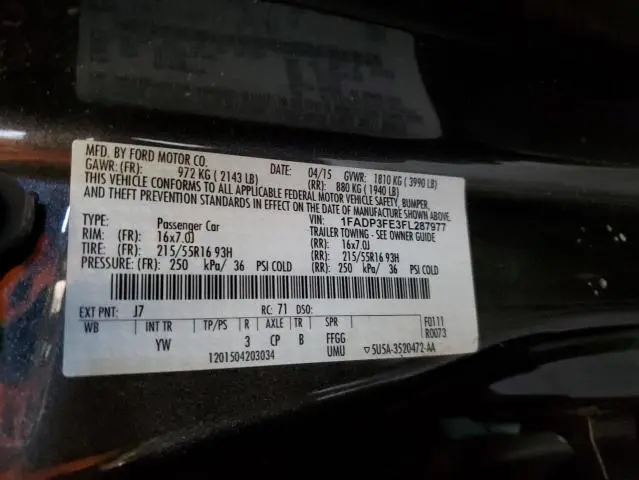 MFD. BY FORD MOTOR CO.
DATE: 04/15 GVWR: 1810 KG ( 3990 LB)
GAWR: (FR): 972 KG ( 2143 LB) (RR): 880 KG ( 1940 LB)
THIS VEHICLE CONFORMS TO ALL APPLICABLE FEDERAL MOTOR VEHICLE SAFETY, BUMPER,
AND THEFT PREVENTION STANDARDS IN EFFECT ON THE DATE OF MANUFACTURE SHOWN ABOVE.
VIN: 1FADP3FE3FL287977
TYPE: Passenger Car TRAILER TOWING - SEE OWNER GUIDE
RIM: (FR): 16x7.0J (RR): 16x7.0J
TIRE: (FR): 215/55R16 93H (RR): 215/55R16 93H
PRESSURE: (FR): 250 kPa/ 36 PSI COLD (RR): 250 kPa/ 36 PSI COLD
EXT PNT: J7 RC: 71 DSO: F0111
WB INT TR TP/PS R AXLE TR SPR R0073
YW 3 CP B FFGG
1201504203034 UMU ▽5U5A-3520472-AA